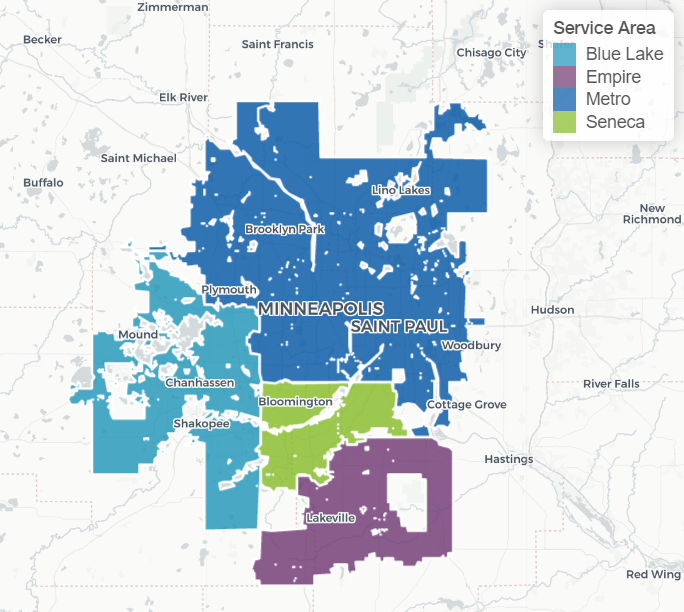 Zimmerman
Becker
Saint Francis
Chisago City
Service Area
Blue Lake
Empire
Metro
Seneca
Elk River
Saint Michael
Buffalo
Lino Lakes
New
Richmond
Brooklyn Park
Plymouth
MINNEAPOLIS
SAINT PAUL
Hudson
Mound
Woodbury
Chanhassen
River Falls
Bloomington
Cottage Grove
Shakopee
Hastings
Lakeville
Red Wing